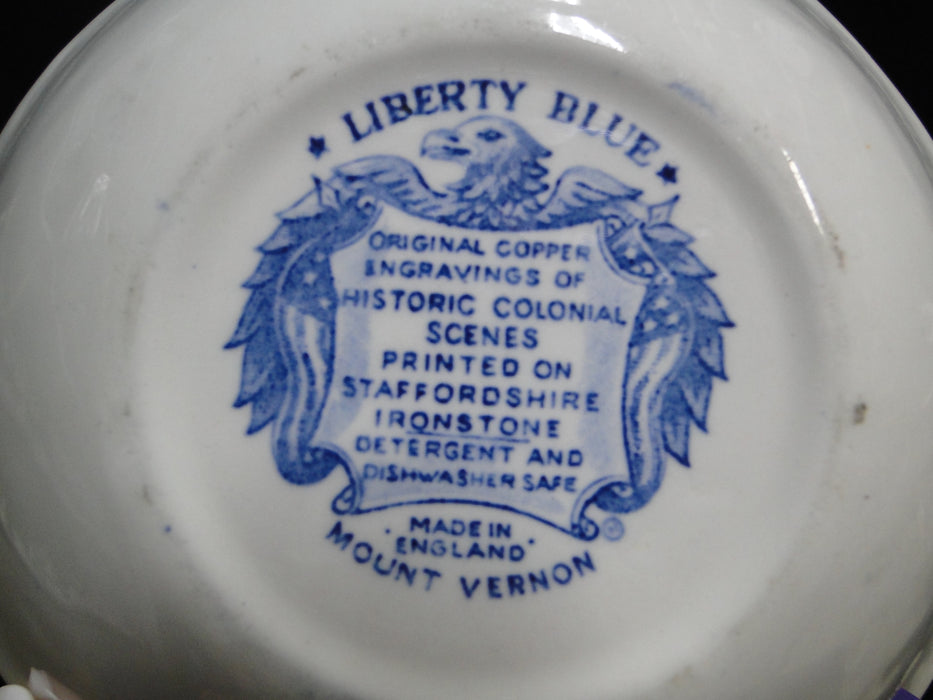 LIBERTY BLUE
ORIGINAL COPPER
ENGRAVINGS OF
HISTORIC COLONIAL
SCENES
PRINTED ON
STAFFORDSHIRE
IRONSTONE
DETERGENT AND
DISHWASHER SAFE
· MADE IN
ENGLAND ·
MOUNT VERNON
®